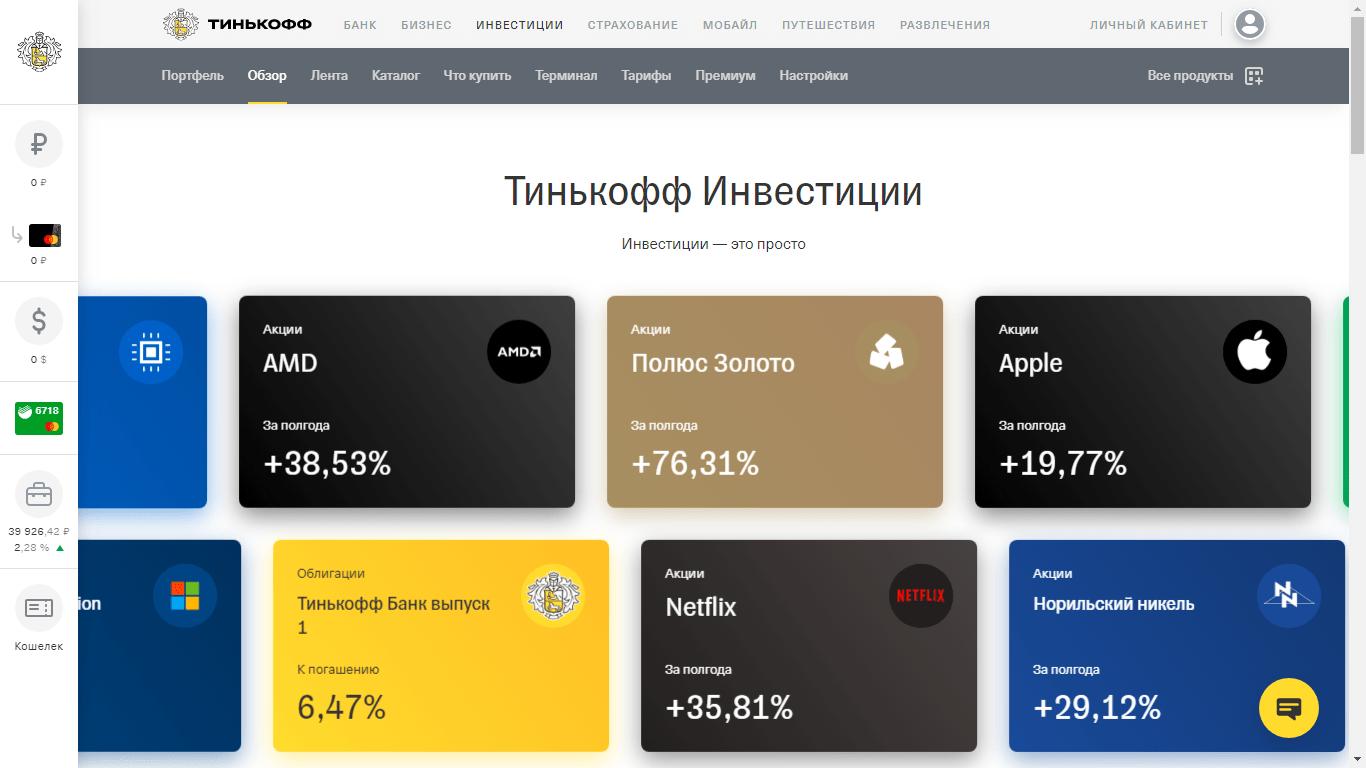 ТИНЬКОФФ
БАНК
БИЗНЕС
ИНВЕСТИЦИИ
СТРАХОВАНИЕ
МОБАЙЛ
ПУТЕШЕСТВИЯ
РАЗВЛЕЧЕНИЯ
ЛИЧНЫЙ КАБИНЕТ
Портфель
Обзор
Лента
Каталог
Что купить
Терминал
Тарифы
Премиум
Настройки
Все продукты
0 ₽
0 ₽
0 $
6718
39 926,42 ₽
2,28 %
Кошелек
Тинькофф Инвестиции
Инвестиции — это просто
Акции
AMD
AMD
За полгода
+38,53%
Акции
Полюс Золото
За полгода
+76,31%
Акции
Apple
За полгода
+19,77%
ion
Облигации
Тинькофф Банк выпуск
1
К погашению
6,47%
Акции
Netflix
NETFLIX
За полгода
+35,81%
Акции
Норильский никель
За полгода
+29,12%